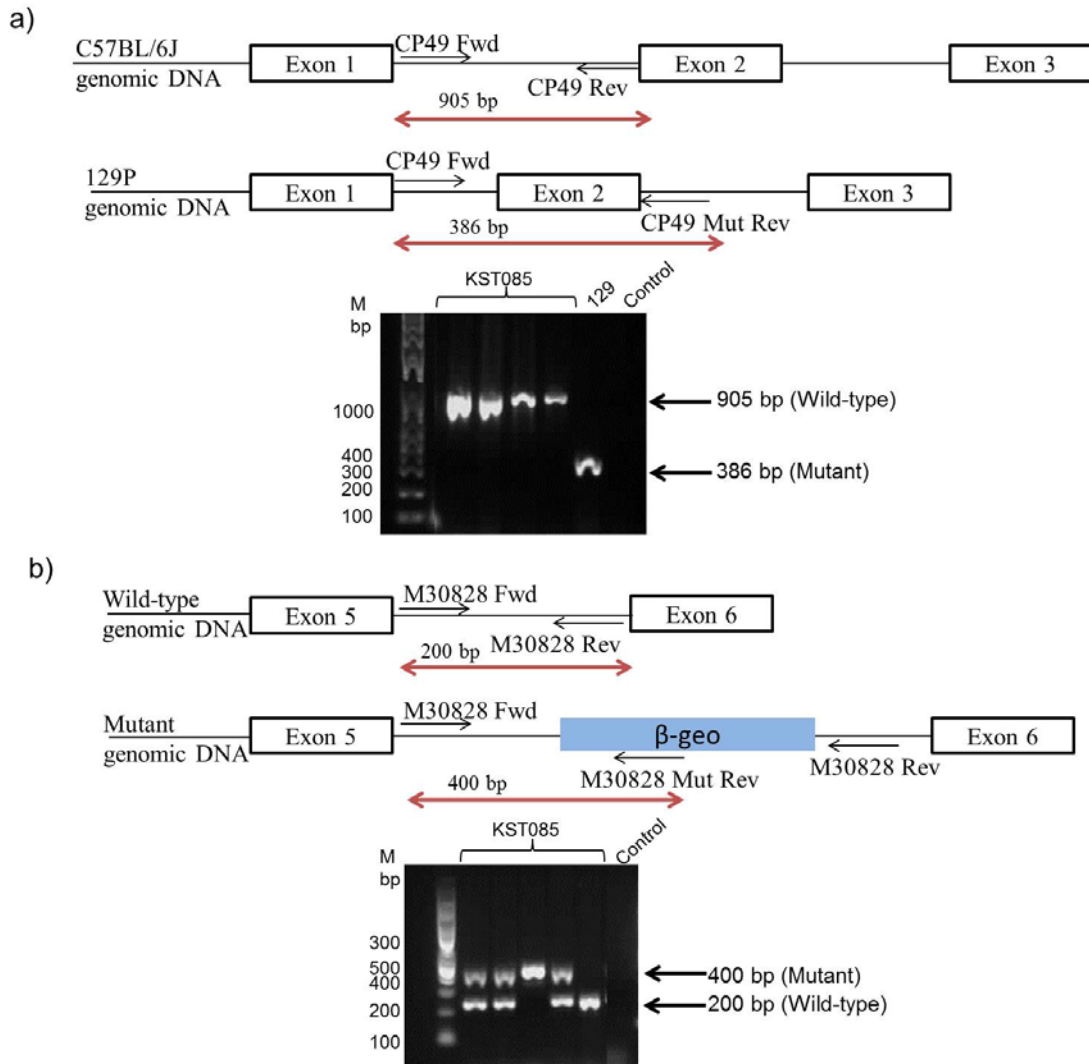 a)
C57BL/6J
genomic DNA
Exon 1
CP49 Fwd
CP49 Rev
Exon 2
Exon 3
905 bp
129P
genomic DNA
Exon 1
CP49 Fwd
Exon 2
CP49 Mut Rev
Exon 3
386 bp
KST085
129
Control
M
bp
1000
400
300
200
100
905 bp (Wild-type)
386 bp (Mutant)
b)
Wild-type
genomic DNA
Exon 5
M30828 Fwd
M30828 Rev
Exon 6
200 bp
Mutant
genomic DNA
Exon 5
M30828 Fwd
β-geo
M30828 Mut Rev
M30828 Rev
Exon 6
400 bp
KST085
Control
M
bp
300
500
400
200
100
400 bp (Mutant)
200 bp (Wild-type)